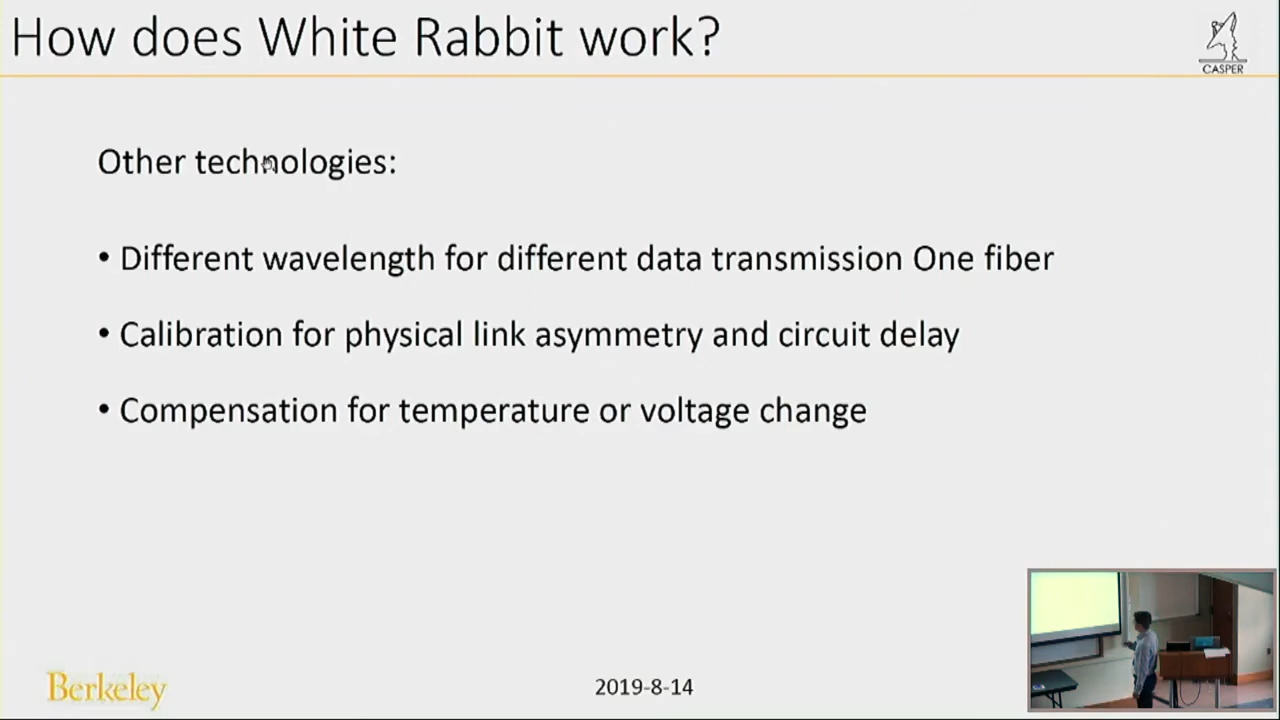 How does White Rabbit work?
CASPER
Other technologies:
• Different wavelength for different data transmission One fiber
• Calibration for physical link asymmetry and circuit delay
• Compensation for temperature or voltage change
Berkeley
2019-8-14